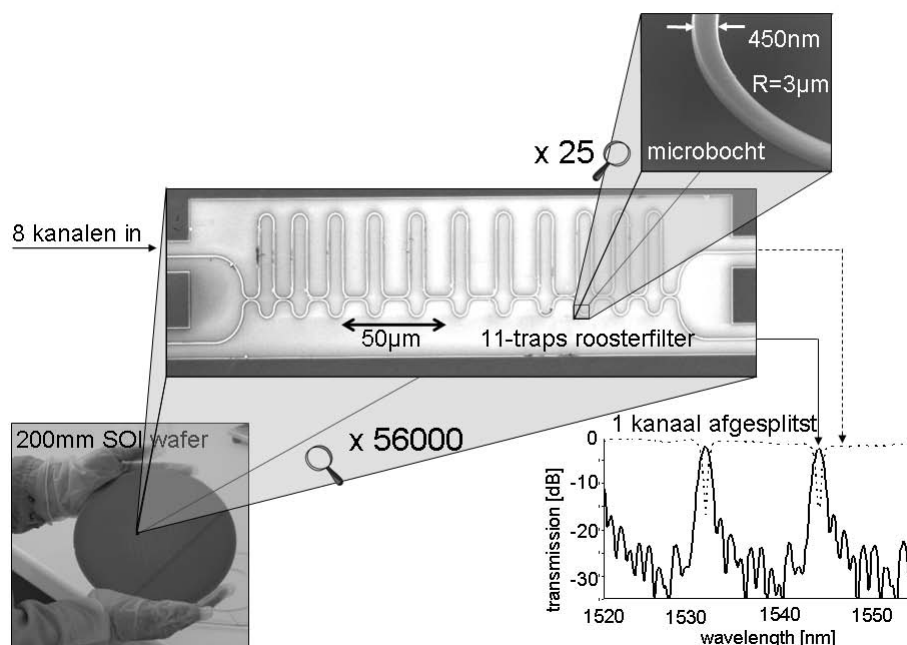 450nm
R=3µm
x 25
microbocht
8 kanalen in
50µm
11-traps roosterfilter
200mm SOI wafer
x 56000
1 kanaal afgesplitst
0
-10
-20
-30
transmission [dB]
1520
1530
1540
1550
wavelength [nm]